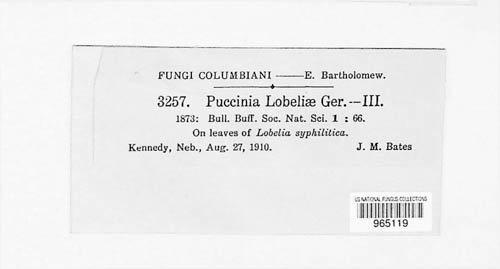 FUNGI COLUMBIANI —— E. Bartholomew.
3257. Puccinia Lobeliæ Ger.—III.
1873: Bull. Buff. Soc. Nat. Sci. 1 : 66.
On leaves of Lobelia syphilitica.
Kennedy, Neb., Aug. 27, 1910. J. M. Bates
US NATIONAL FUNGUS COLLECTIONS
965119